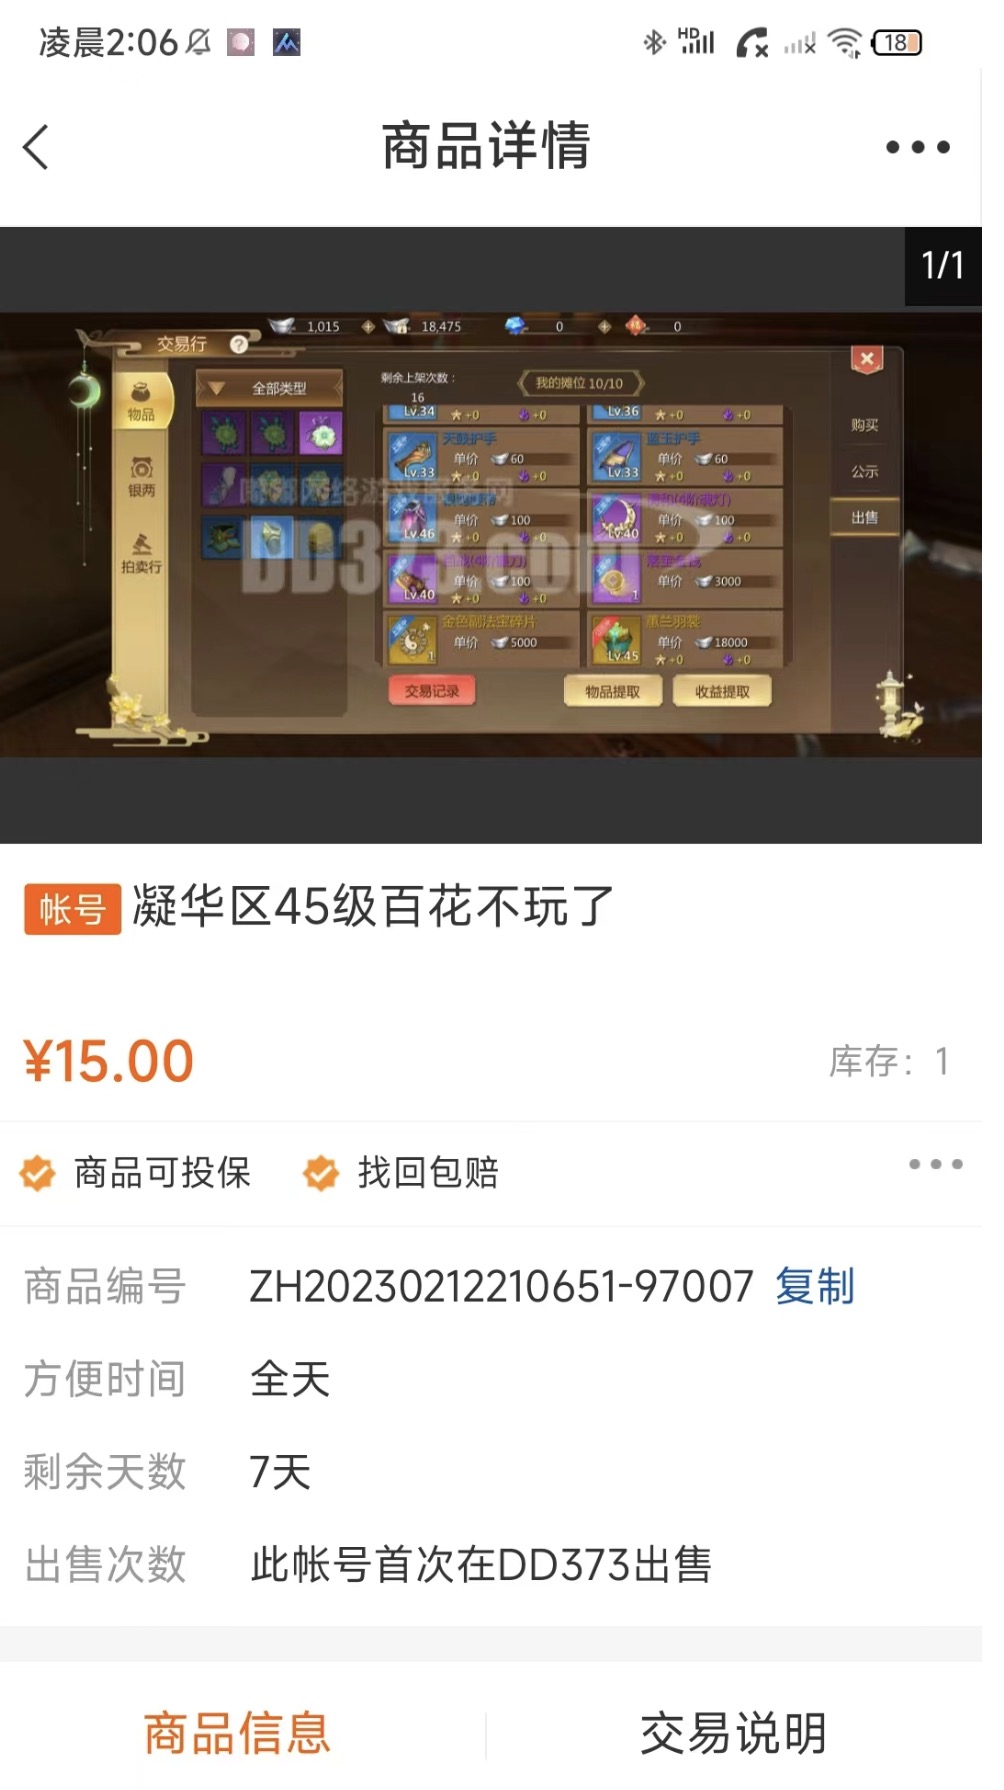 凌晨2:06
HD
18
商品详情
1/1
1,015
18,475
0
0
交易行
?
物品
银两
拍卖行
全部类型
剩余上架次数：
16
我的摊位 10/10
购买
公示
出售
Lv.34
+0
+0
Lv.36
+0
+0
护手
单价
60
Lv.33
+0
+0
蓝玉护手
单价
60
Lv.33
+0
+0
单价
100
Lv.46
+0
+0
单价
100
Lv.40
+0
+0
单价
100
Lv.40
+0
+0
单价
3000
1
金色副法宝碎片
单价
5000
1
墨兰羽裳
单价
18000
Lv.45
+0
+0
DD373.com
交易记录
物品提取
收益提取
帐号 凝华区45级百花不玩了
¥15.00
库存：1
商品可投保
找回包赔
商品编号 ZH20230212210651-97007 复制
方便时间 全天
剩余天数 7天
出售次数 此帐号首次在DD373出售
商品信息
交易说明